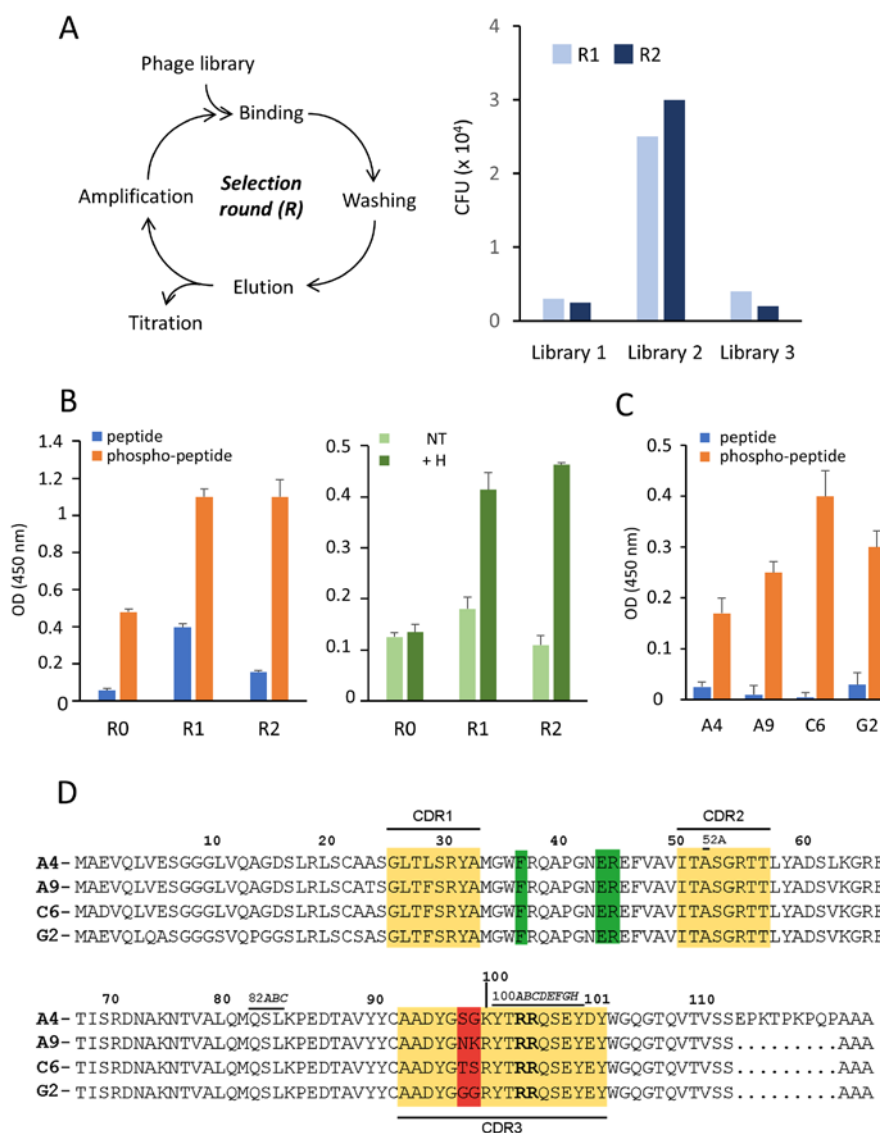 A
Phage library
Binding
Amplification
Selection
round (R)
Washing
Elution
Titration
R1 R2
CFU (x 10⁴)
4
3
2
1
0
Library 1 Library 2 Library 3
B
peptide
phospho-peptide
OD (450 nm)
1.4
1.2
1
0.8
0.6
0.4
0.2
0
R0 R1 R2
NT
+ H
0.5
0.4
0.3
0.2
0.1
0
R0 R1 R2
C
peptide
phospho-peptide
OD (450 nm)
0.5
0.4
0.3
0.2
0.1
0
A4 A9 C6 G2
D
CDR1 CDR2
10 20 30 40 50 52A 60
A4- MAEVQLVESGGGLVQAGDSLRLSCAASGLTLSRYAMGWFRQAPGNEREFVAVITASGRTTLYADSLKGRE
A9- MAEVQLVESGGGLVQAGDSLRLSCATSGLTFSRYAMGWFRQAPGNEREFVAVITASGRTTLYADSVKGRE
C6- MADVQLVESGGGLVQAGDSLRLSCAASGLTFSRYAMGWFRQAPGNEREFVAVITASGRTTLYADSVKGRE
G2- MAEVQLQASGGGSVQPGGSLRLSCSASGLTFSRYAMGWFRQAPGNEREFVAVITASGRTTLYADSVKGRE
100
70 80 82ABC 90 100ABCDEFGH 101 110
A4- TISRDNAKNTVALQMQSLKPEDTAVYYCAADYGSGKYTRRQSEYDYWGQGTQVTVSSEPKTPKPQPAAA
A9- TISRDNAKNTVALQMQSLKPEDTAVYYCAADYGNKRYTRRQSEYEYWGQGTQVTVSS.........AAA
C6- TISRDNAKNTVALQMQSLKPEDTAVYYCAADYGTSRYTRRQSEYEYWGQGTQVTVSS.........AAA
G2- TISRDNAKNTVALQMQSLKPEDTAVYYCAADYGGGRYTRRQSEYEYWGQGTQVTVSS.........AAA
CDR3